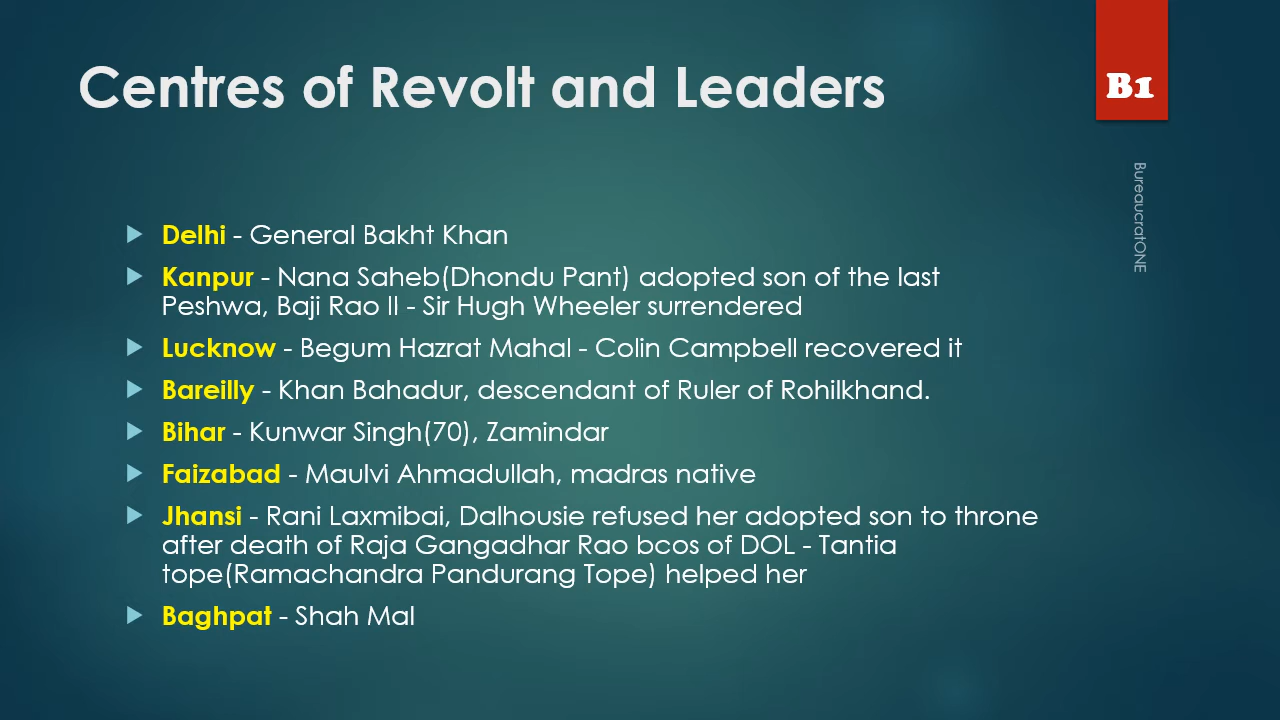 Centres of Revolt and Leaders
B1
BureaucratONE
Delhi - General Bakht Khan
Kanpur - Nana Saheb(Dhondu Pant) adopted son of the last
Peshwa, Baji Rao II - Sir Hugh Wheeler surrendered
Lucknow - Begum Hazrat Mahal - Colin Campbell recovered it
Bareilly - Khan Bahadur, descendant of Ruler of Rohilkhand.
Bihar - Kunwar Singh(70), Zamindar
Faizabad - Maulvi Ahmadullah, madras native
Jhansi - Rani Laxmibai, Dalhousie refused her adopted son to throne
after death of Raja Gangadhar Rao bcos of DOL - Tantia
tope(Ramachandra Pandurang Tope) helped her
Baghpat - Shah Mal